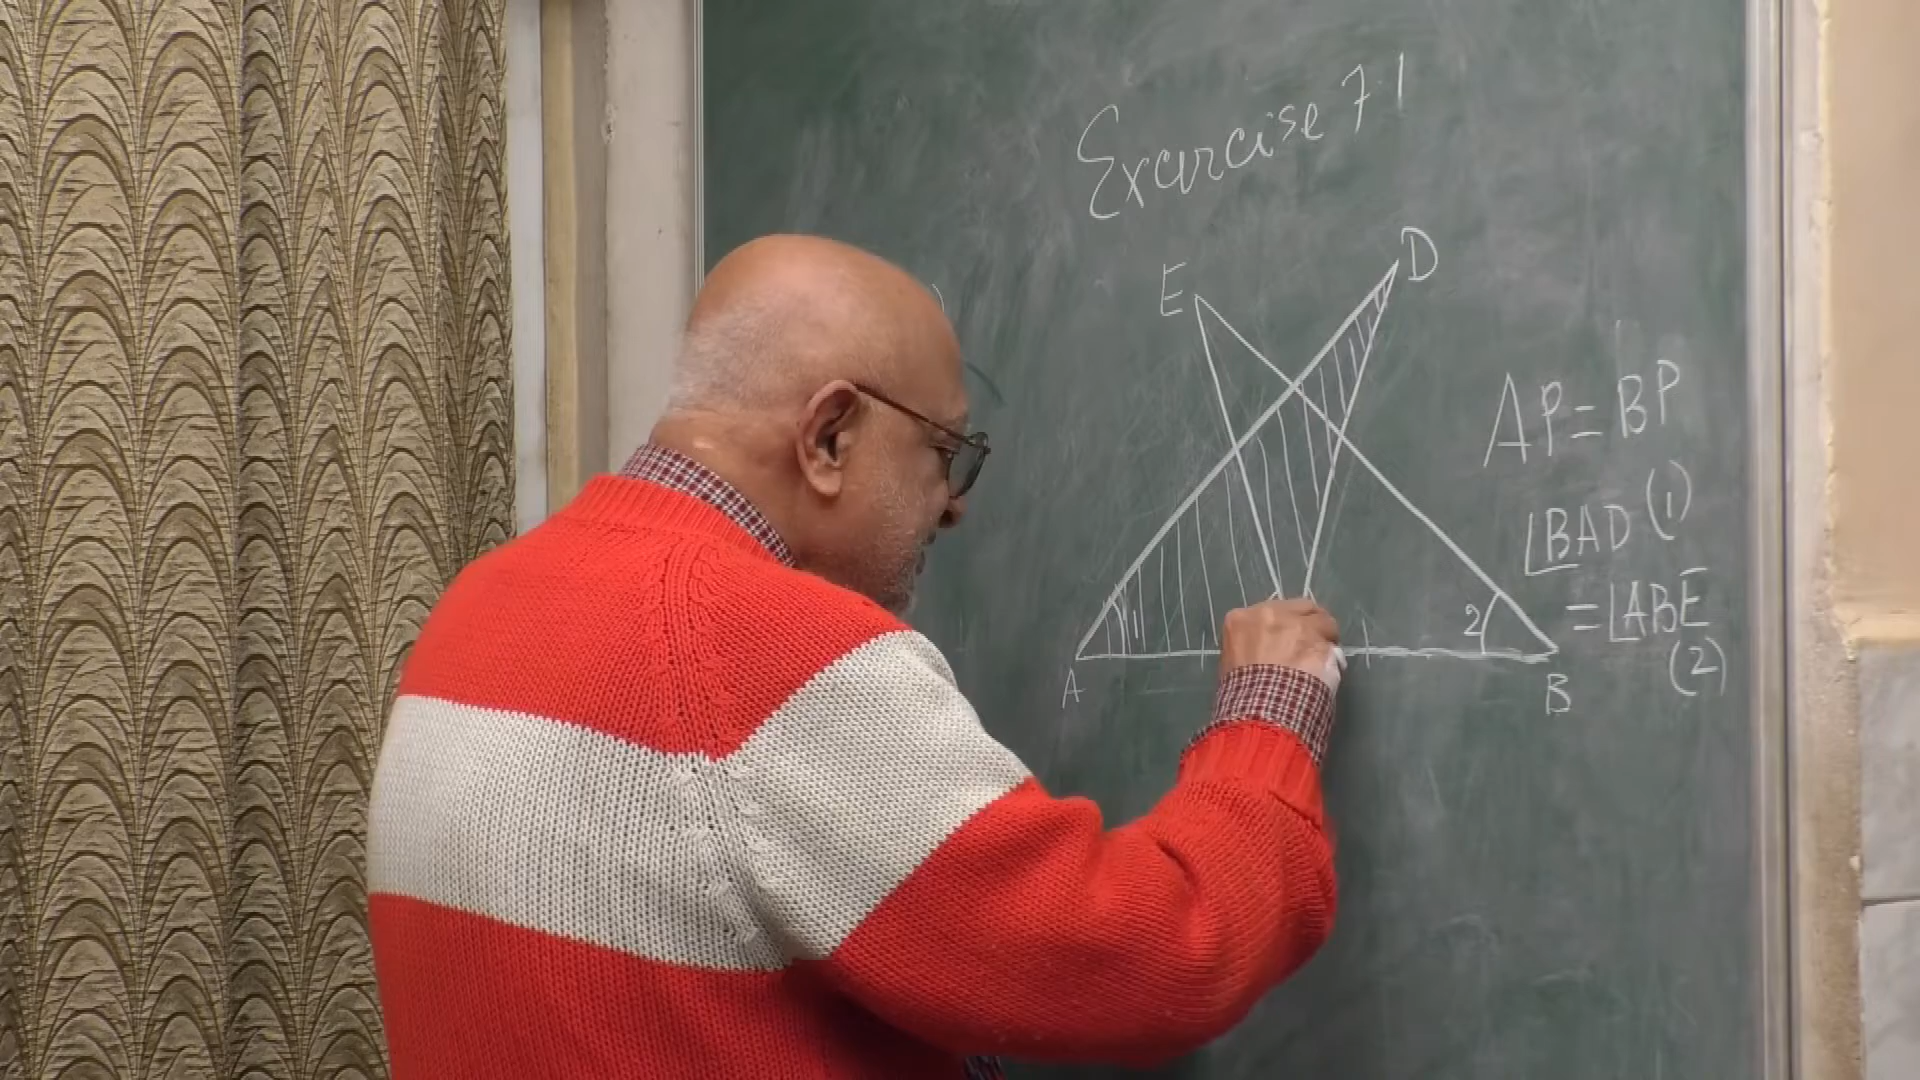 Exercise 7.1
E
D
AP = BP
∠BAD (1)
= ∠ABE
(2)
1
2
A
B